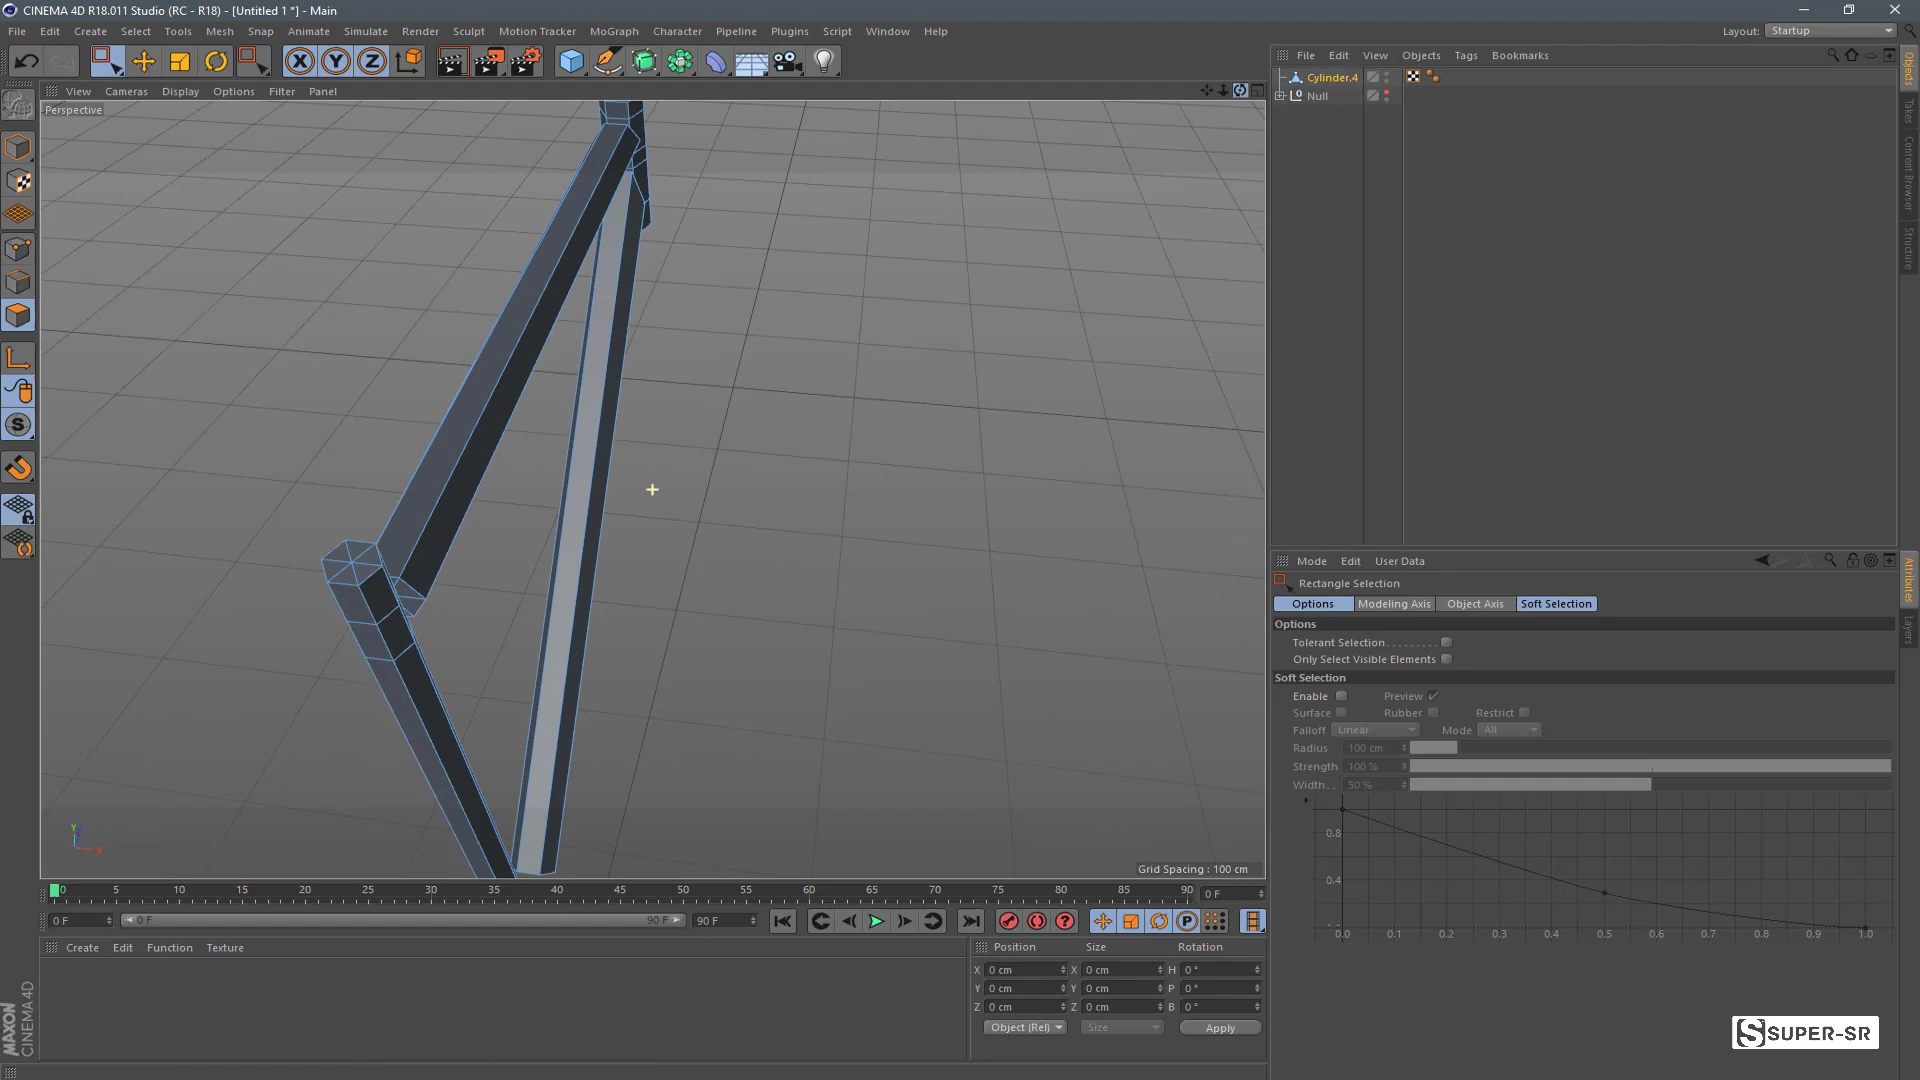 CINEMA 4D R18.011 Studio (RC - R18) - [Untitled 1 *] - Main
File Edit Create Select Tools Mesh Snap Animate Simulate Render Sculpt Motion Tracker MoGraph Character Pipeline Plugins Script Window Help
Layout: Startup
File Edit View Objects Tags Bookmarks
Cylinder.4
Null
View Cameras Display Options Filter Panel
Perspective
Grid Spacing : 100 cm
Objects
Takes
Content Browser
Structure
Mode Edit User Data
Rectangle Selection
Options Modeling Axis Object Axis Soft Selection
Options
Tolerant Selection
Only Select Visible Elements
Soft Selection
Enable Preview
Surface Rubber Restrict
Falloff Linear Mode All
Radius 100 cm
Strength 100 %
Width 50 %
0.8
0.4
0.0 0.1 0.2 0.3 0.4 0.5 0.6 0.7 0.8 0.9 1.0
Attributes
Layers
Y
X
0 5 10 15 20 25 30 35 40 45 50 55 60 65 70 75 80 85 90
0 F
0 F 0 F 90 F 90 F
Create Edit Function Texture
Position Size Rotation
X 0 cm X 0 cm H 0 °
Y 0 cm Y 0 cm P 0 °
Z 0 cm Z 0 cm B 0 °
Object (Rel) Size Apply
MAXON
CINEMA 4D
SUPER-SR